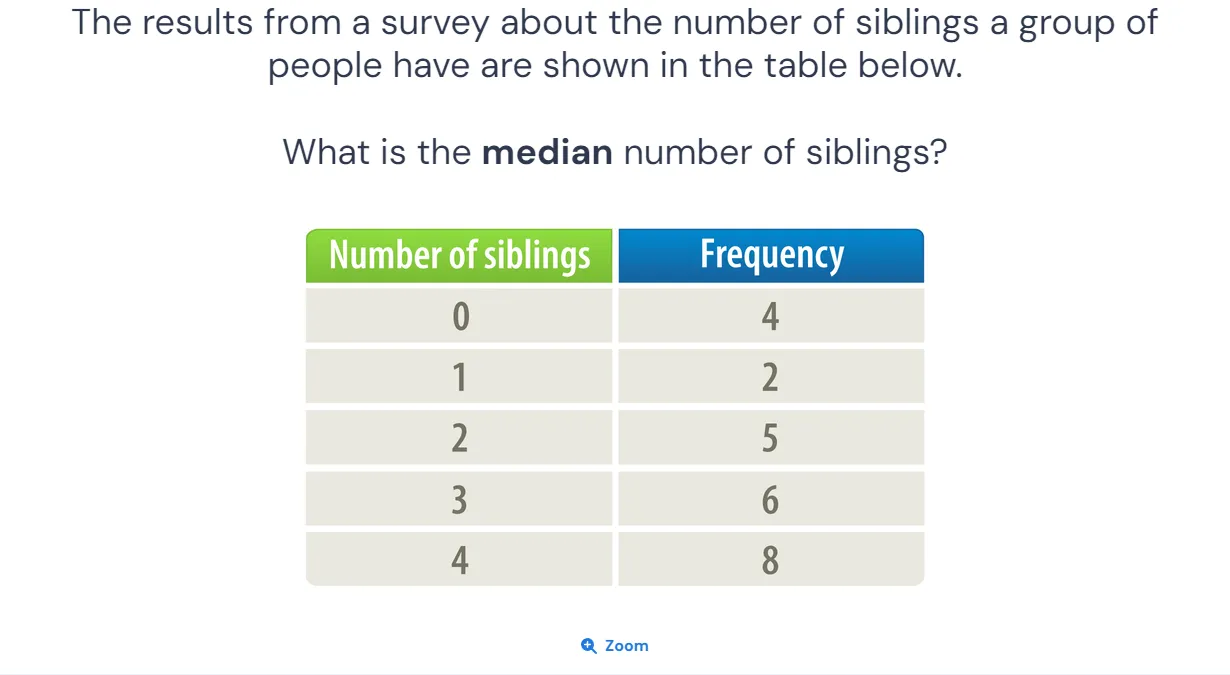 The results from a survey about the number of siblings a group of
people have are shown in the table below.
What is the median number of siblings?
Number of siblings Frequency
0 4
1 2
2 5
3 6
4 8
Zoom